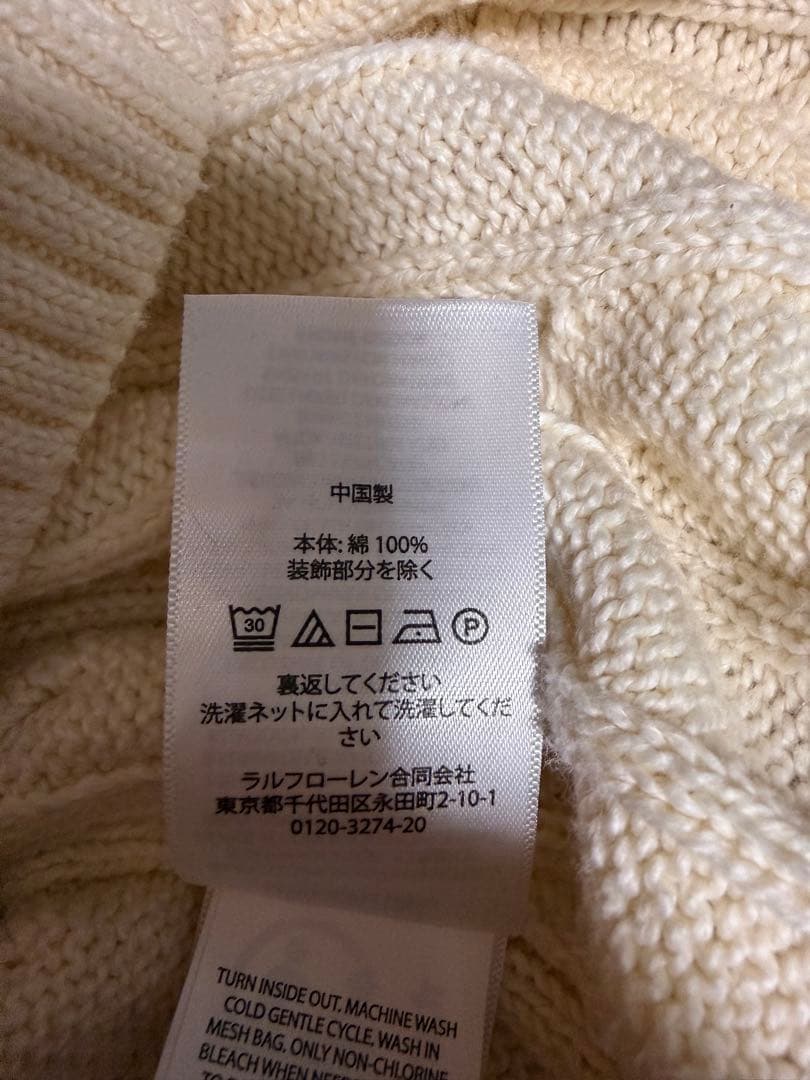 中国製
本体: 綿 100%
装飾部分を除く
30
P
裏返してください
洗濯ネットに入れて洗濯してくだ
さい
ラルフローレン合同会社
東京都千代田区永田町2-10-1
0120-3274-20
TURN INSIDE OUT. MACHINE WASH
COLD GENTLE CYCLE. WASH IN
MESH BAG. ONLY NON-CHLORINE
BLEACH WHEN